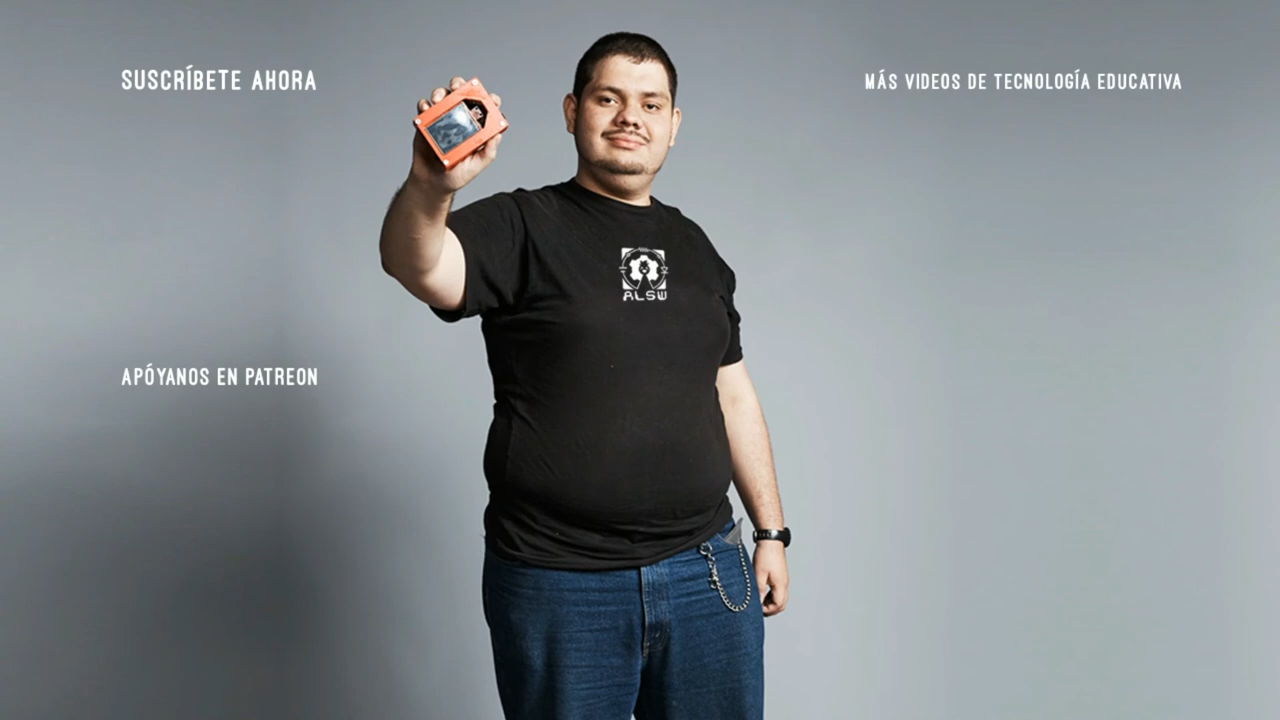 SUSCRÍBETE AHORA
MÁS VIDEOS DE TECNOLOGÍA EDUCATIVA
ALSW
APÓYANOS EN PATREON